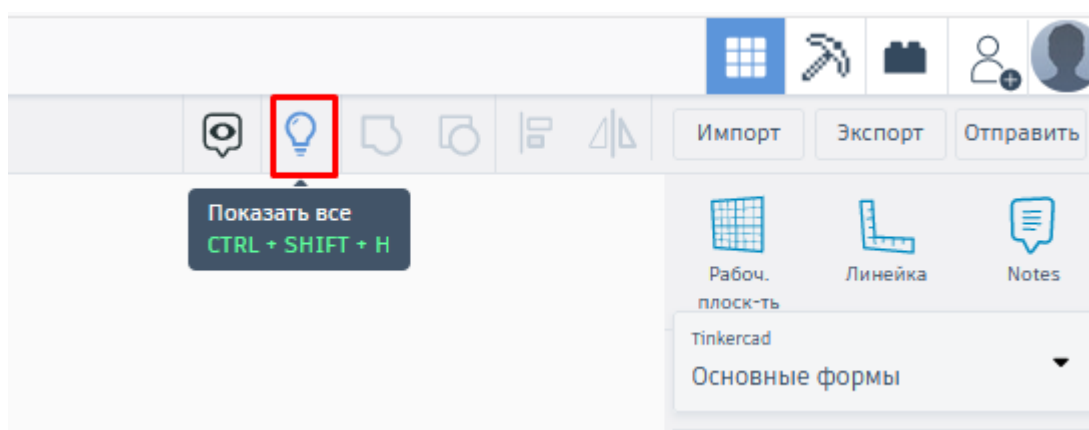 Импорт
Экспорт
Отправить
Показать все
CTRL + SHIFT + H
Рабоч.
плоск-ть
Линейка
Notes
Tinkercad
Основные формы